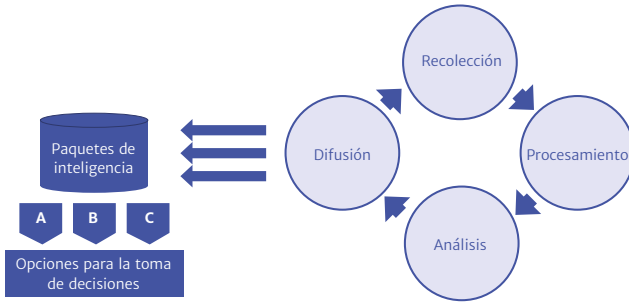 Recolección
Difusión
Procesamiento
Análisis
Paquetes de
inteligencia
A B C
Opciones para la toma
de decisiones